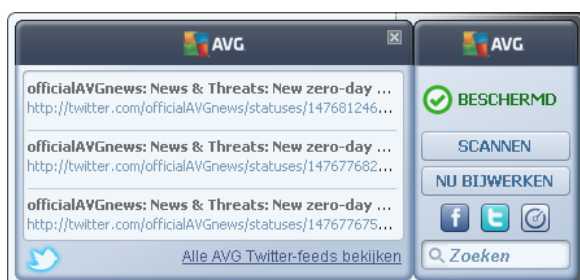 AVG
officialAVGnews: News & Threats: New zero-day ...
http://twitter.com/officialAVGnews/statuses/147681246...
officialAVGnews: News & Threats: New zero-day ...
http://twitter.com/officialAVGnews/statuses/147677682...
officialAVGnews: News & Threats: New zero-day ...
http://twitter.com/officialAVGnews/statuses/147677675...
Alle AVG Twitter-feeds bekijken
AVG
BESCHERMD
SCANNEN
NU BIJWERKEN
f t
Zoeken